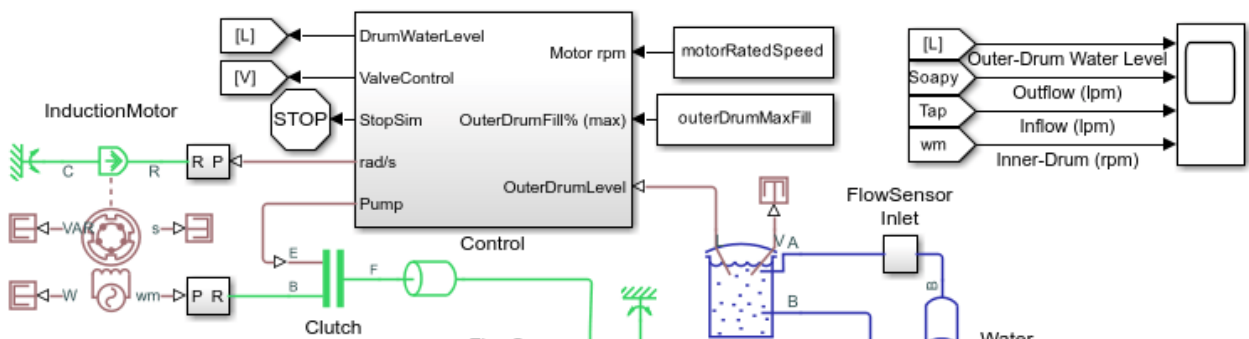 [L]
DrumWaterLevel
Motor rpm
motorRatedSpeed
[V]
ValveControl
STOP
StopSim
OuterDrumFill% (max)
outerDrumMaxFill
InductionMotor
C
R
R P
rad/s
OuterDrumLevel
Pump
Control
VAR
s
W
wm
P R
E
B
F
Clutch
[L]
Outer-Drum Water Level
Soapy
Outflow (lpm)
Tap
Inflow (lpm)
wm
Inner-Drum (rpm)
FlowSensor
Inlet
L
V
A
B
B